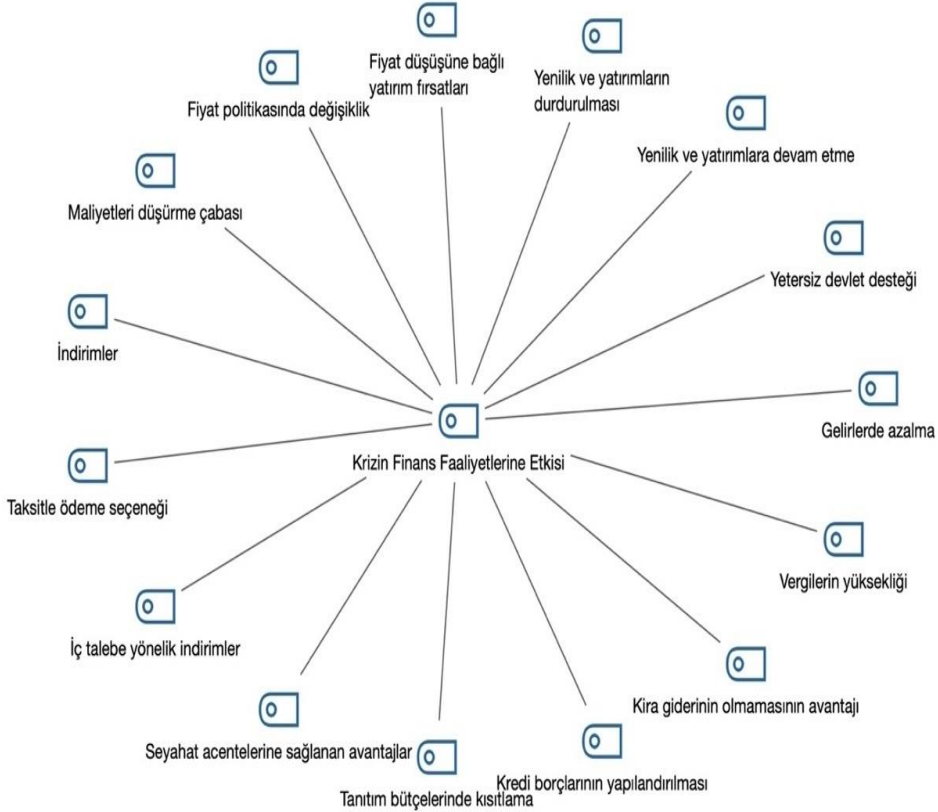 Fiyat düşüşüne bağlı
yatırım fırsatları
Yenilik ve yatırımların
durdurulması
Fiyat politikasında değişiklik
Yenilik ve yatırımlara devam etme
Maliyetleri düşürme çabası
Yetersiz devlet desteği
İndirimler
Gelirlerde azalma
Krizin Finans Faaliyetlerine Etkisi
Taksitle ödeme seçeneği
Vergilerin yüksekliği
İç talebe yönelik indirimler
Kira giderinin olmamasının avantajı
Seyahat acentelerine sağlanan avantajlar
Kredi borçlarının yapılandırılması
Tanıtım bütçelerinde kısıtlama